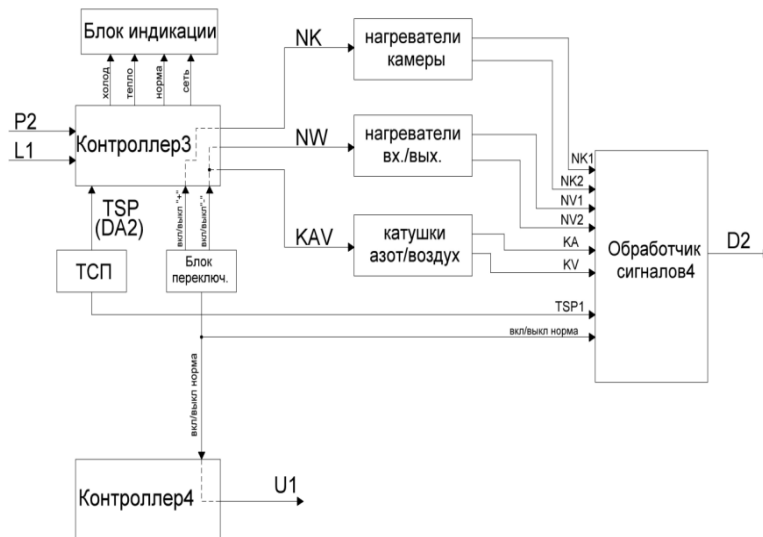 Блок индикации
холод
тепло
норма
сеть
P2
L1
Контроллер3
NK
нагреватели
камеры
NW
нагреватели
вх./вых.
KAV
катушки
азот/воздух
NK1
NK2
NV1
NV2
KA
KV
TSP1
вкл/выкл норма
Обработчик
сигналов4
D2
TSP
(DA2)
вкл/выкл "+"
вкл/выкл"-"
ТСП
Блок
переключ.
вкл/выкл норма
Контроллер4
U1